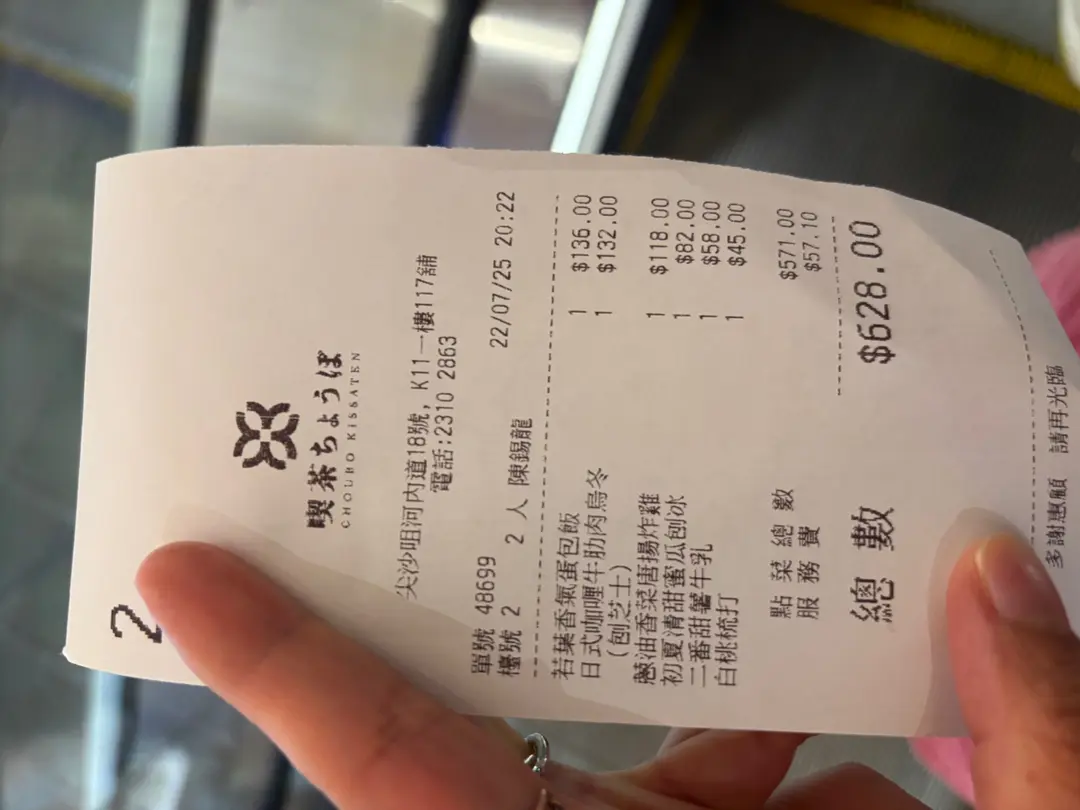 2
喫茶ちょうぼ
CHOUBO KISSATEN
尖沙咀河內道18號, K11一樓117舖
電話:2310 2863
單號 48699 22/07/25 20:22
檯號 2 2 人 陳錫龍
若葉香氣蛋包飯 1 $136.00
日式咖喱牛肋肉烏冬 1 $132.00
(刨芝士)
蔥油香菜唐揚炸雞 1 $118.00
初夏清甜蜜瓜刨冰 1 $82.00
二番甜薯牛乳 1 $58.00
白桃梳打 1 $45.00
點菜總數 $571.00
服務費 $57.10
總數 $628.00
多謝惠顧 請再光臨